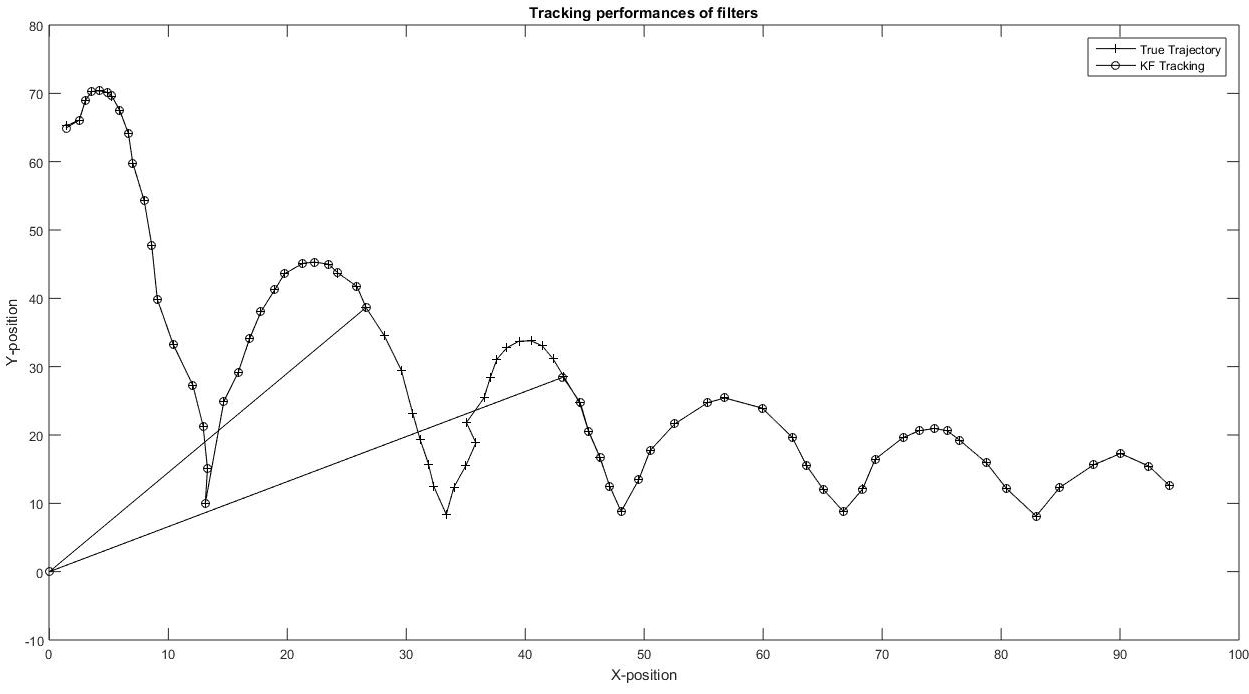 Tracking performances of filters
True Trajectory
KF Tracking
80
70
60
50
40
30
20
10
0
-10
Y-position
0 10 20 30 40 50 60 70 80 90 100
X-position